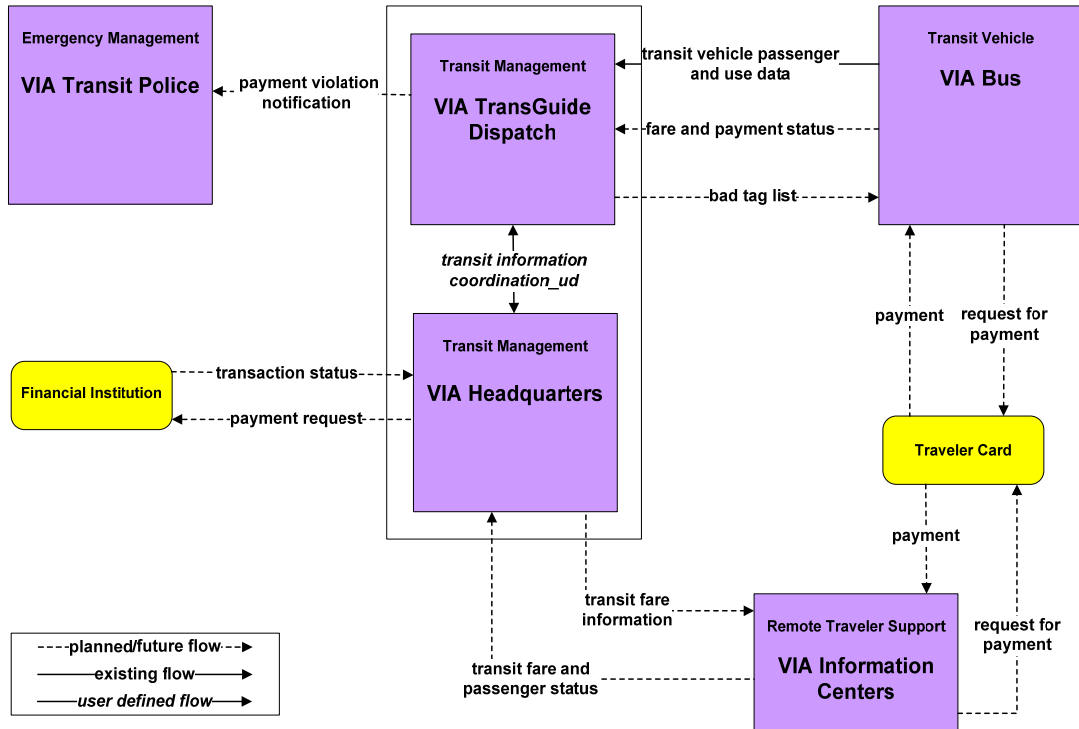 Emergency Management
VIA Transit Police
payment violation
notification
Transit Management
VIA TransGuide
Dispatch
transit vehicle passenger
and use data
fare and payment status
bad tag list
Transit Vehicle
VIA Bus
transit information
coordination_ud
Transit Management
VIA Headquarters
Financial Institution
transaction status
payment request
payment
request for
payment
Traveler Card
payment
request for
payment
transit fare
information
Remote Traveler Support
VIA Information
Centers
transit fare and
passenger status
planned/future flow
existing flow
user defined flow